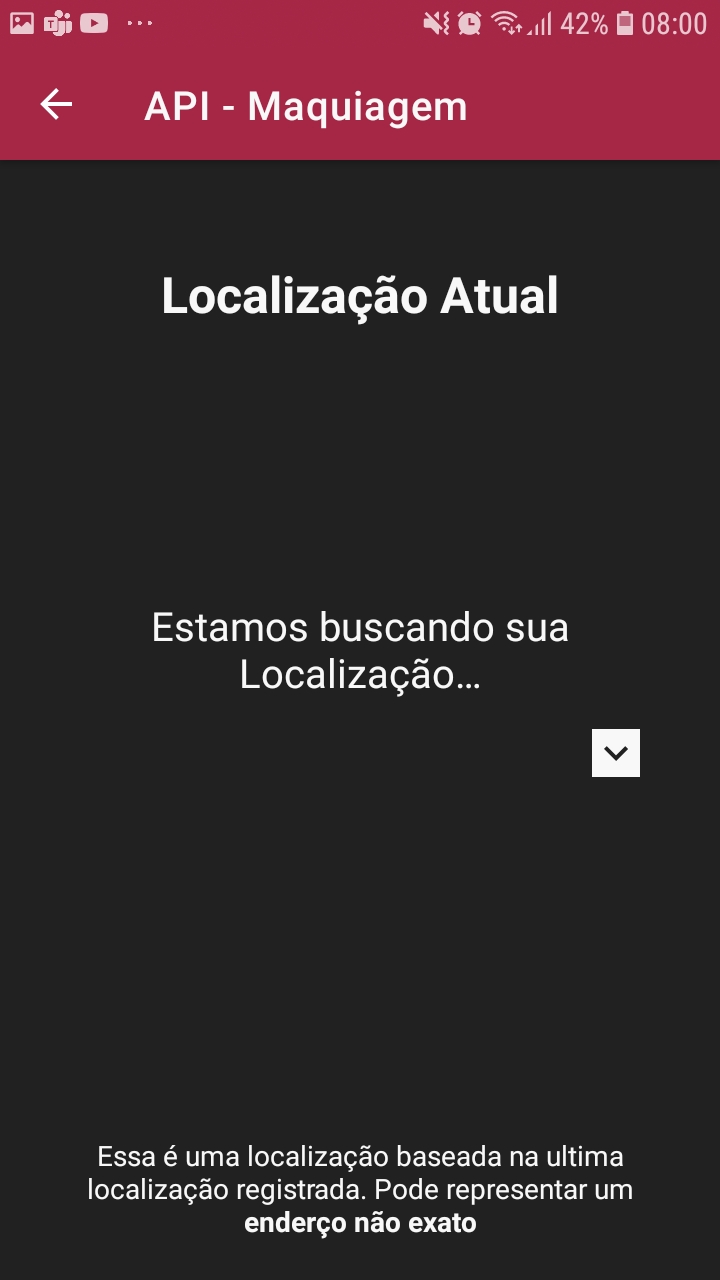 42% 08:00
API - Maquiagem
Localização Atual
Estamos buscando sua
Localização...
Essa é uma localização baseada na ultima
localização registrada. Pode representar um
enderço não exato